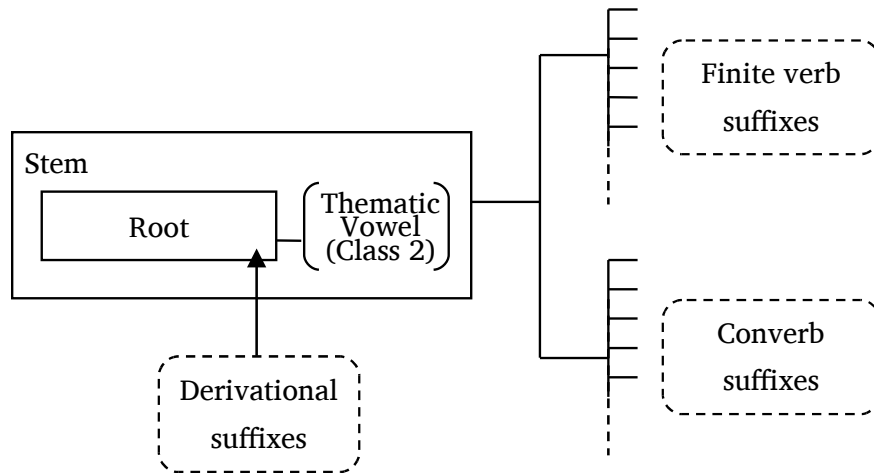 Finite verb
suffixes
Stem
Root
Thematic
Vowel
(Class 2)
Converb
suffixes
Derivational
suffixes